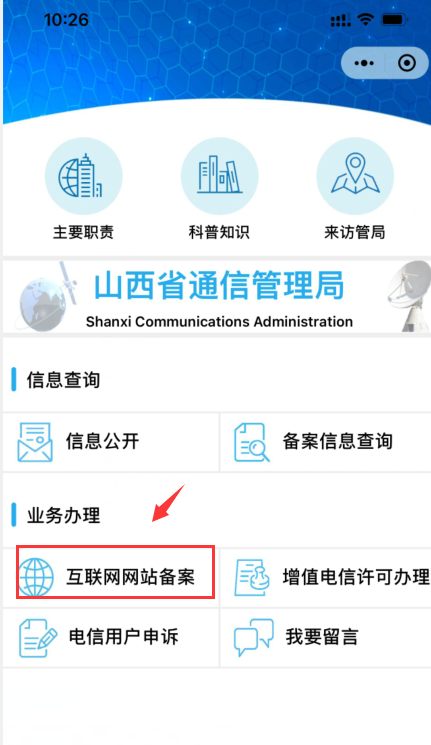 10:26
主要职责
科普知识
来访管局
山西省通信管理局
Shanxi Communications Administration
信息查询
信息公开
备案信息查询
业务办理
互联网网站备案
增值电信许可办理
电信用户申诉
我要留言